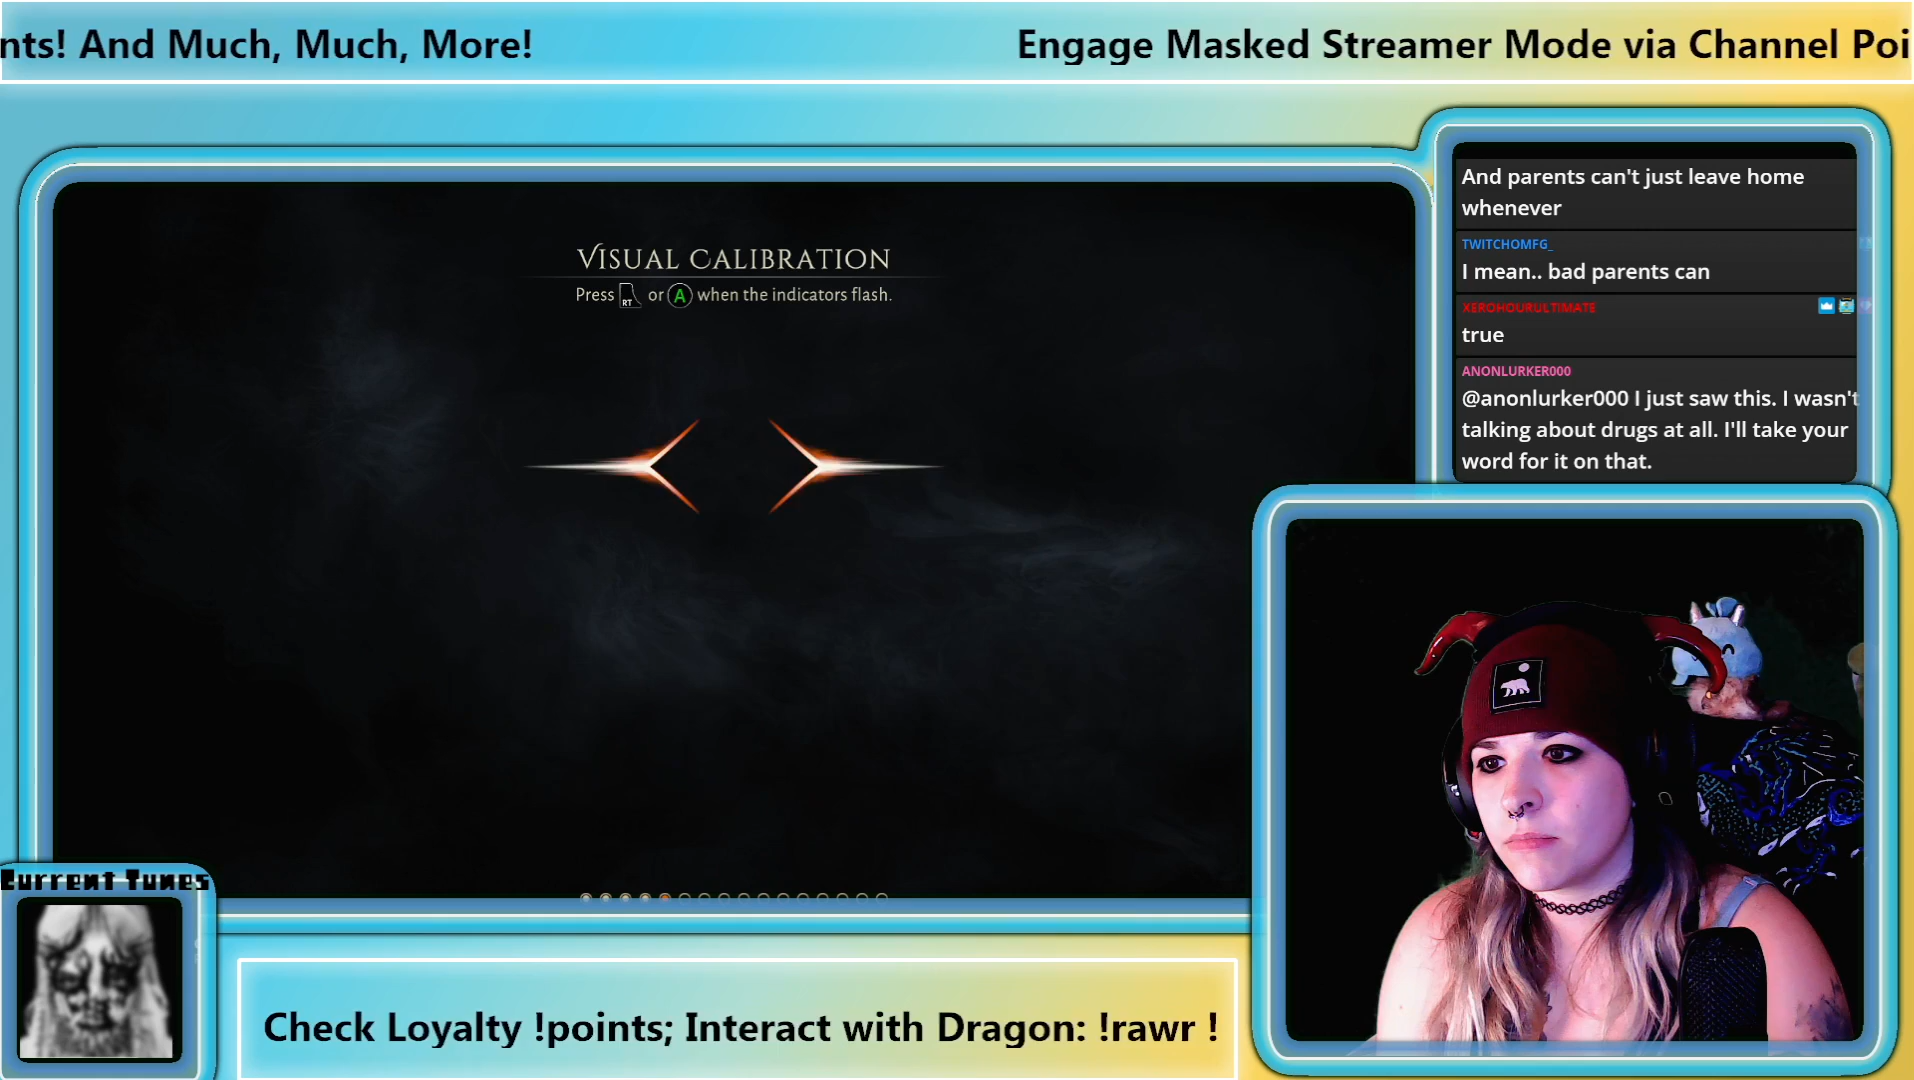 nts! And Much, Much, More!
Engage Masked Streamer Mode via Channel Poi
VISUAL CALIBRATION
Press RT or A when the indicators flash.
And parents can't just leave home
whenever
TWITCHOMFG_
I mean.. bad parents can
XEROHOURULTIMATE
true
ANONLURKER000
@anonlurker000 I just saw this. I wasn't
talking about drugs at all. I'll take your
word for it on that.
Current Tunes
Check Loyalty !points; Interact with Dragon: !rawr !